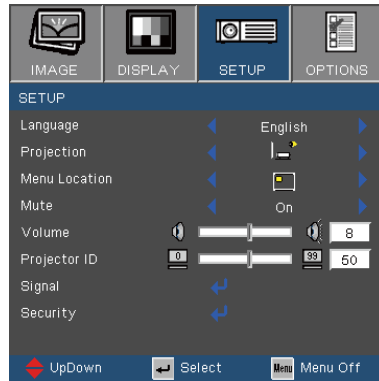 IMAGE DISPLAY SETUP OPTIONS
SETUP
Language English
Projection
Menu Location
Mute On
Volume 8
Projector ID 0 99 50
Signal
Security
UpDown Select Menu Menu Off